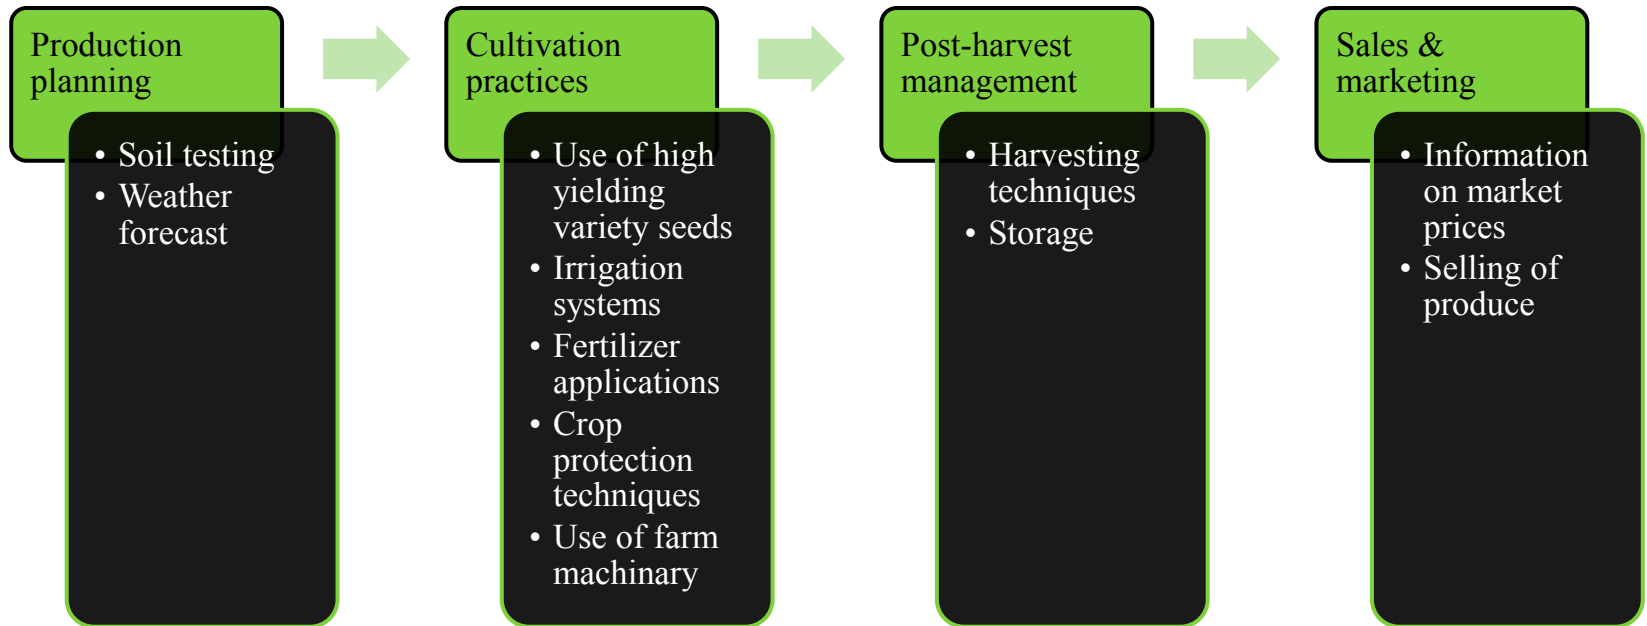 Production
planning
• Soil testing
• Weather
forecast
Cultivation
practices
• Use of high
yielding
variety seeds
• Irrigation
systems
• Fertilizer
applications
• Crop
protection
techniques
• Use of farm
machinary
Post-harvest
management
• Harvesting
techniques
• Storage
Sales &
marketing
• Information
on market
prices
• Selling of
produce